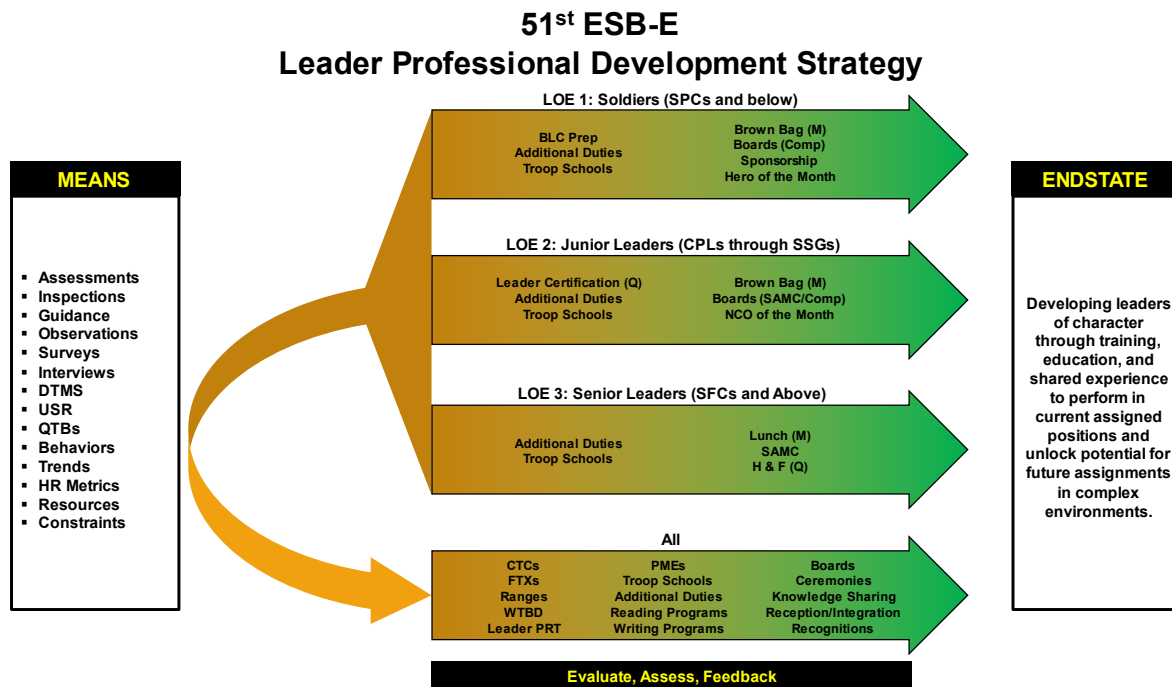 51st ESB-E
Leader Professional Development Strategy
MEANS
▪ Assessments
▪ Inspections
▪ Guidance
▪ Observations
▪ Surveys
▪ Interviews
▪ DTMS
▪ USR
▪ QTBs
▪ Behaviors
▪ Trends
▪ HR Metrics
▪ Resources
▪ Constraints
LOE 1: Soldiers (SPCs and below)
BLC Prep
Additional Duties
Troop Schools
Brown Bag (M)
Boards (Comp)
Sponsorship
Hero of the Month
LOE 2: Junior Leaders (CPLs through SSGs)
Leader Certification (Q)
Additional Duties
Troop Schools
Brown Bag (M)
Boards (SAMC/Comp)
NCO of the Month
LOE 3: Senior Leaders (SFCs and Above)
Additional Duties
Troop Schools
Lunch (M)
SAMC
H & F (Q)
All
CTCs
FTXs
Ranges
WTBD
Leader PRT
PMEs
Troop Schools
Additional Duties
Reading Programs
Writing Programs
Boards
Ceremonies
Knowledge Sharing
Reception/Integration
Recognitions
Evaluate, Assess, Feedback
ENDSTATE
Developing leaders
of character
through training,
education, and
shared experience
to perform in
current assigned
positions and
unlock potential for
future assignments
in complex
environments.